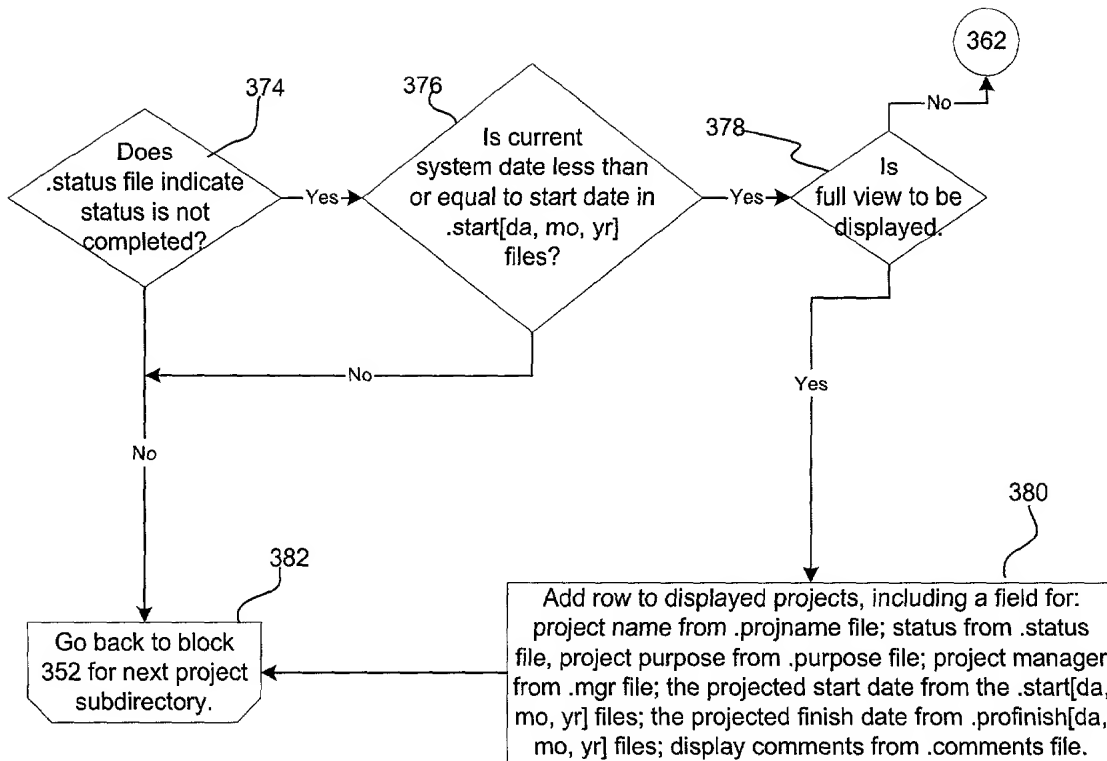 362
374
376
No
378
Does
.status file indicate
status is not
completed?
Yes
Is current
system date less than
or equal to start date in
.start[da, mo, yr]
files?
Yes
Is
full view to be
displayed.
No
Yes
No
380
382
Go back to block
352 for next project
subdirectory.
Add row to displayed projects, including a field for:
project name from .projname file; status from .status
file, project purpose from .purpose file; project manager
from .mgr file; the projected start date from the .start[da,
mo, yr] files; the projected finish date from .profinish[da,
mo, yr] files; display comments from .comments file.